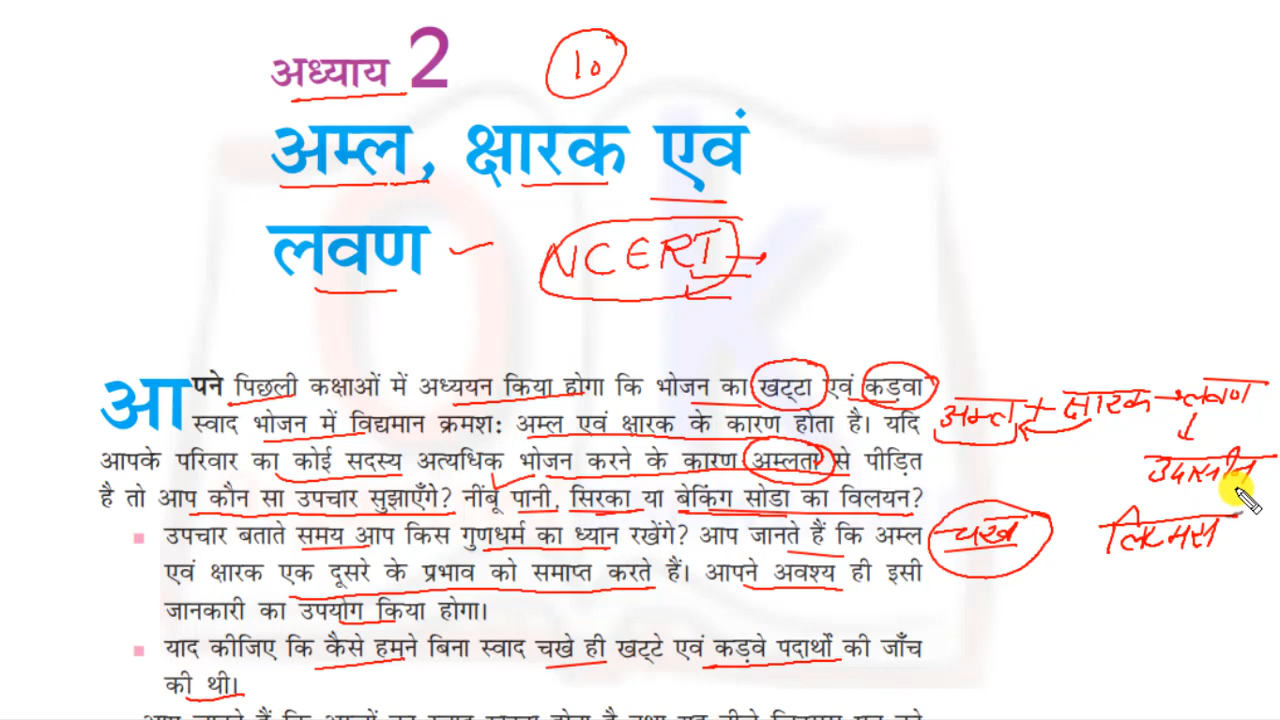 अध्याय 2
10
अम्ल, क्षारक एवं
लवण
NCERT
आपने पिछली कक्षाओं में अध्ययन किया होगा कि भोजन का खट्टा एवं कड़वा
स्वाद भोजन में विद्यमान क्रमश: अम्ल एवं क्षारक के कारण होता है। यदि
आपके परिवार का कोई सदस्य अत्यधिक भोजन करने के कारण अम्लता से पीड़ित
है तो आप कौन सा उपचार सुझाएँगे? नींबू पानी, सिरका या बेकिंग सोडा का विलयन?
उपचार बताते समय आप किस गुणधर्म का ध्यान रखेंगे? आप जानते हैं कि अम्ल
एवं क्षारक एक दूसरे के प्रभाव को समाप्त करते हैं। आपने अवश्य ही इसी
जानकारी का उपयोग किया होगा।
याद कीजिए कि कैसे हमने बिना स्वाद चखे ही खट्टे एवं कड़वे पदार्थों की जाँच
की थी।
अम्ल + क्षारक → लवण
चख
लिटमस